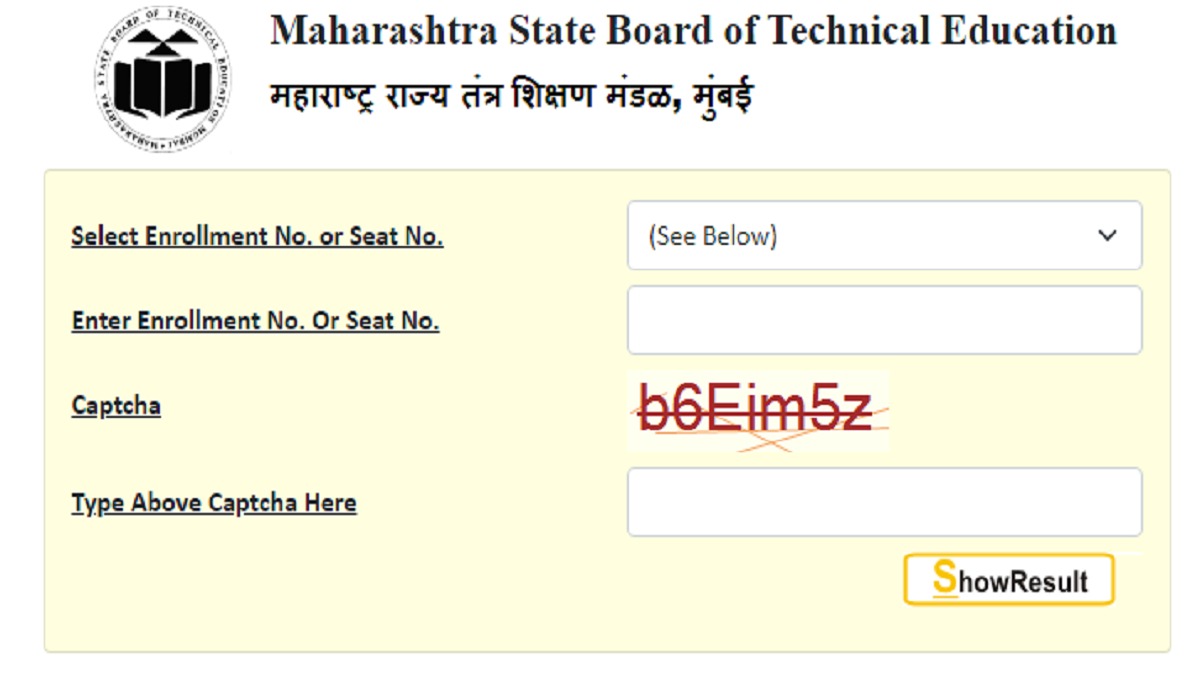 Maharashtra State Board of Technical Education
महाराष्ट्र राज्य तंत्र शिक्षण मंडळ, मुंबई
MAHARASHTRA STATE BOARD OF TECHNICAL EDUCATION MUMBAI
Select Enrollment No. or Seat No.
(See Below)
Enter Enrollment No. Or Seat No.
Captcha
b6Eim5z
Type Above Captcha Here
ShowResult